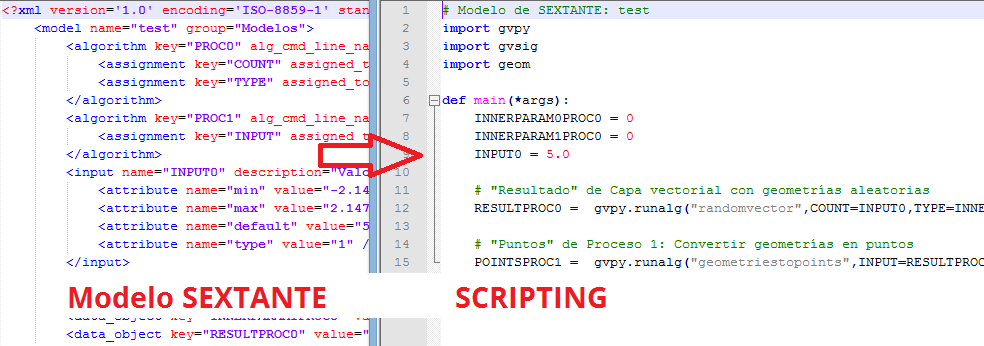 <?xml version='1.0' encoding='ISO-8859-1' stan
<model name="test" group="Modelos">
<algorithm key="PROC0" alg_cmd_line_na
<assignment key="COUNT" assigned_t
<assignment key="TYPE" assigned_to
</algorithm>
<algorithm key="PROC1" alg_cmd_line_na
<assignment key="INPUT" assigned_t
</algorithm>
<input name="INPUT0" description="Valo
<attribute name="min" value="-2.14
<attribute name="max" value="2.147
<attribute name="default" value="5
<attribute name="type" value="1" /
</input>
<data_object key="RESULTPROC0" value="
Modelo SEXTANTE
1 # Modelo de SEXTANTE: test
2 import gvpy
3 import gvsig
4 import geom
5
6 def main(*args):
7 INNERPARAM0PROC0 = 0
8 INNERPARAM1PROC0 = 0
INPUT0 = 5.0
10
11 # "Resultado" de Capa vectorial con geometrías aleatorias
12 RESULTPROC0 = gvpy.runalg("randomvector",COUNT=INPUT0,TYPE=INNE
13
14 # "Puntos" de Proceso 1: Convertir geometrías en puntos
15 POINTSPROC1 = gvpy.runalg("geometriestopoints",INPUT=RESULTPROC
SCRIPTING